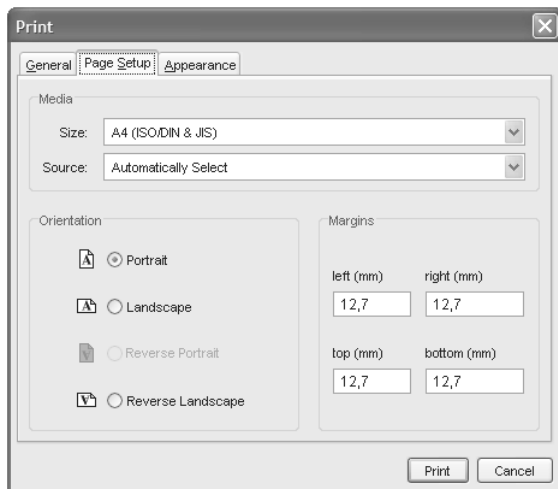 Print
General Page Setup Appearance
Media
Size: A4 (ISO/DIN & JIS)
Source: Automatically Select
Orientation
Portrait
Landscape
Reverse Portrait
Reverse Landscape
Margins
left (mm) right (mm)
12,7 12,7
top (mm) bottom (mm)
12,7 12,7
Print Cancel